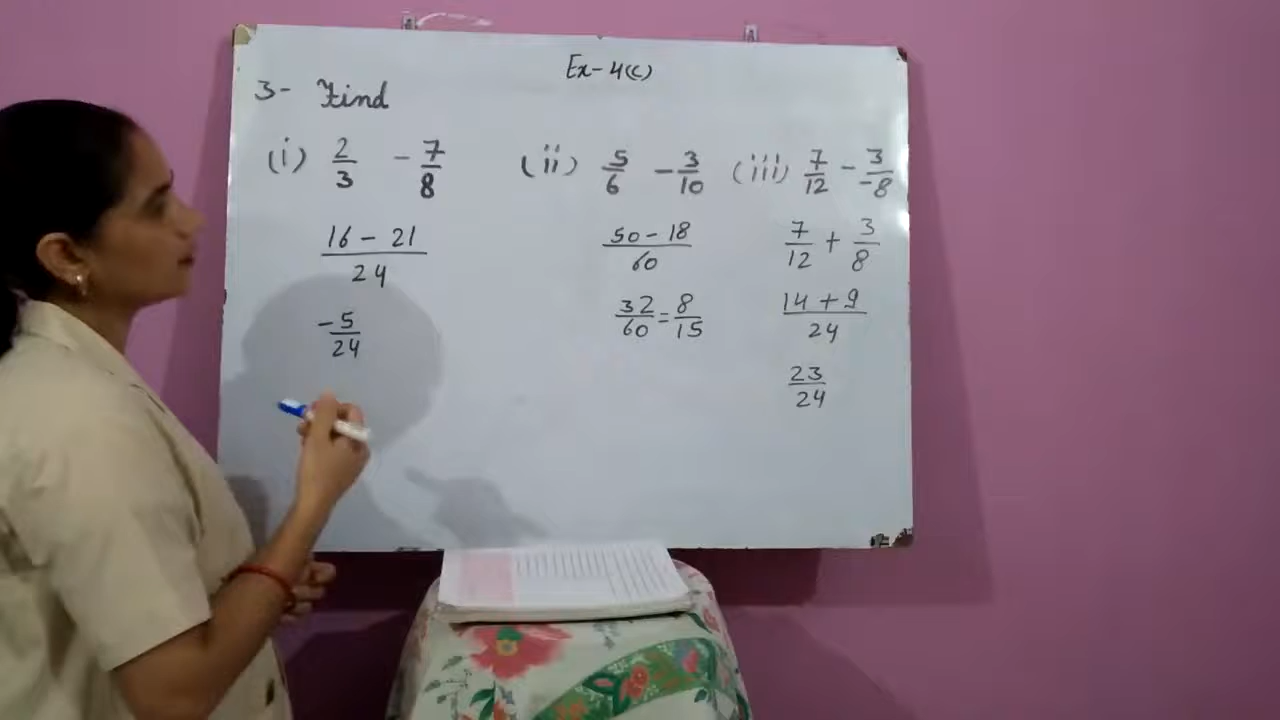 Ex-4(c)
3- Find
(i) 2/3 - 7/8
16 - 21 / 24
-5/24
(ii) 5/6 - 3/10
50 - 18 / 60
32/60 = 8/15
(iii) 7/12 - 3/-8
7/12 + 3/8
14 + 9 / 24
23/24